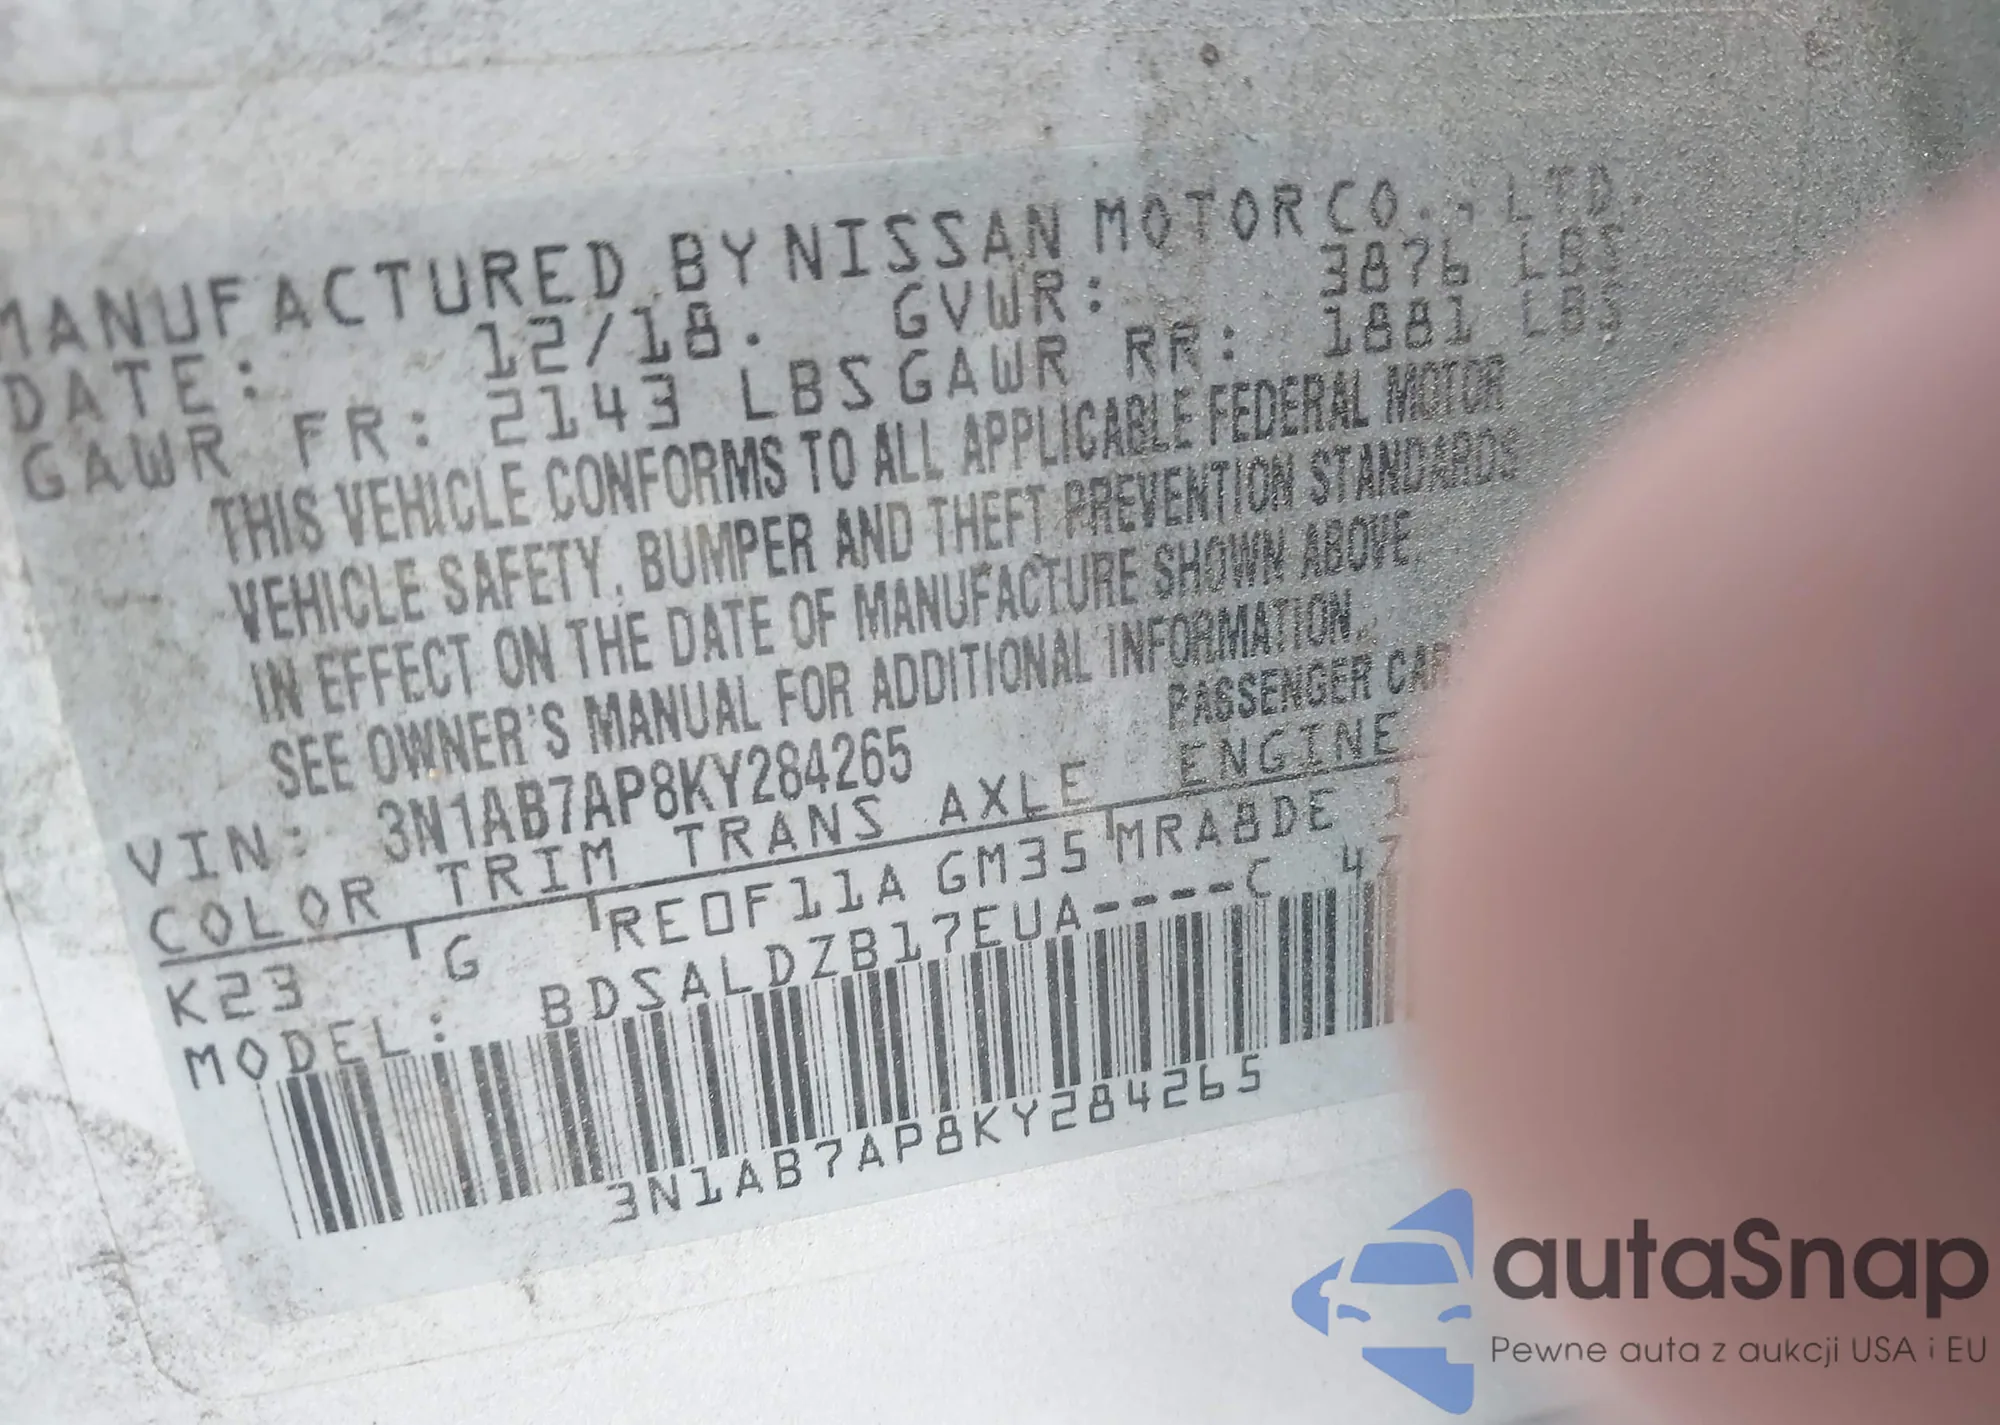 MANUFACTURED BY NISSAN MOTOR CO., LTD.
DATE: 12/18. GVWR: 3876 LBS
GAWR FR: 2143 LBS GAWR RR: 1881 LBS
THIS VEHICLE CONFORMS TO ALL APPLICABLE FEDERAL MOTOR
VEHICLE SAFETY, BUMPER AND THEFT PREVENTION STANDARDS
IN EFFECT ON THE DATE OF MANUFACTURE SHOWN ABOVE.
SEE OWNER'S MANUAL FOR ADDITIONAL INFORMATION.
VIN: 3N1AB7AP8KY284265 PASSENGER CAR
COLOR TRIM TRANS AXLE ENGINE
K23 G RE0F11A GM35 MRA8DE
MODEL: BDSALDZB17EUA----C
3N1AB7AP8KY284265
autaSnap
Pewne auta z aukcji USA i EU